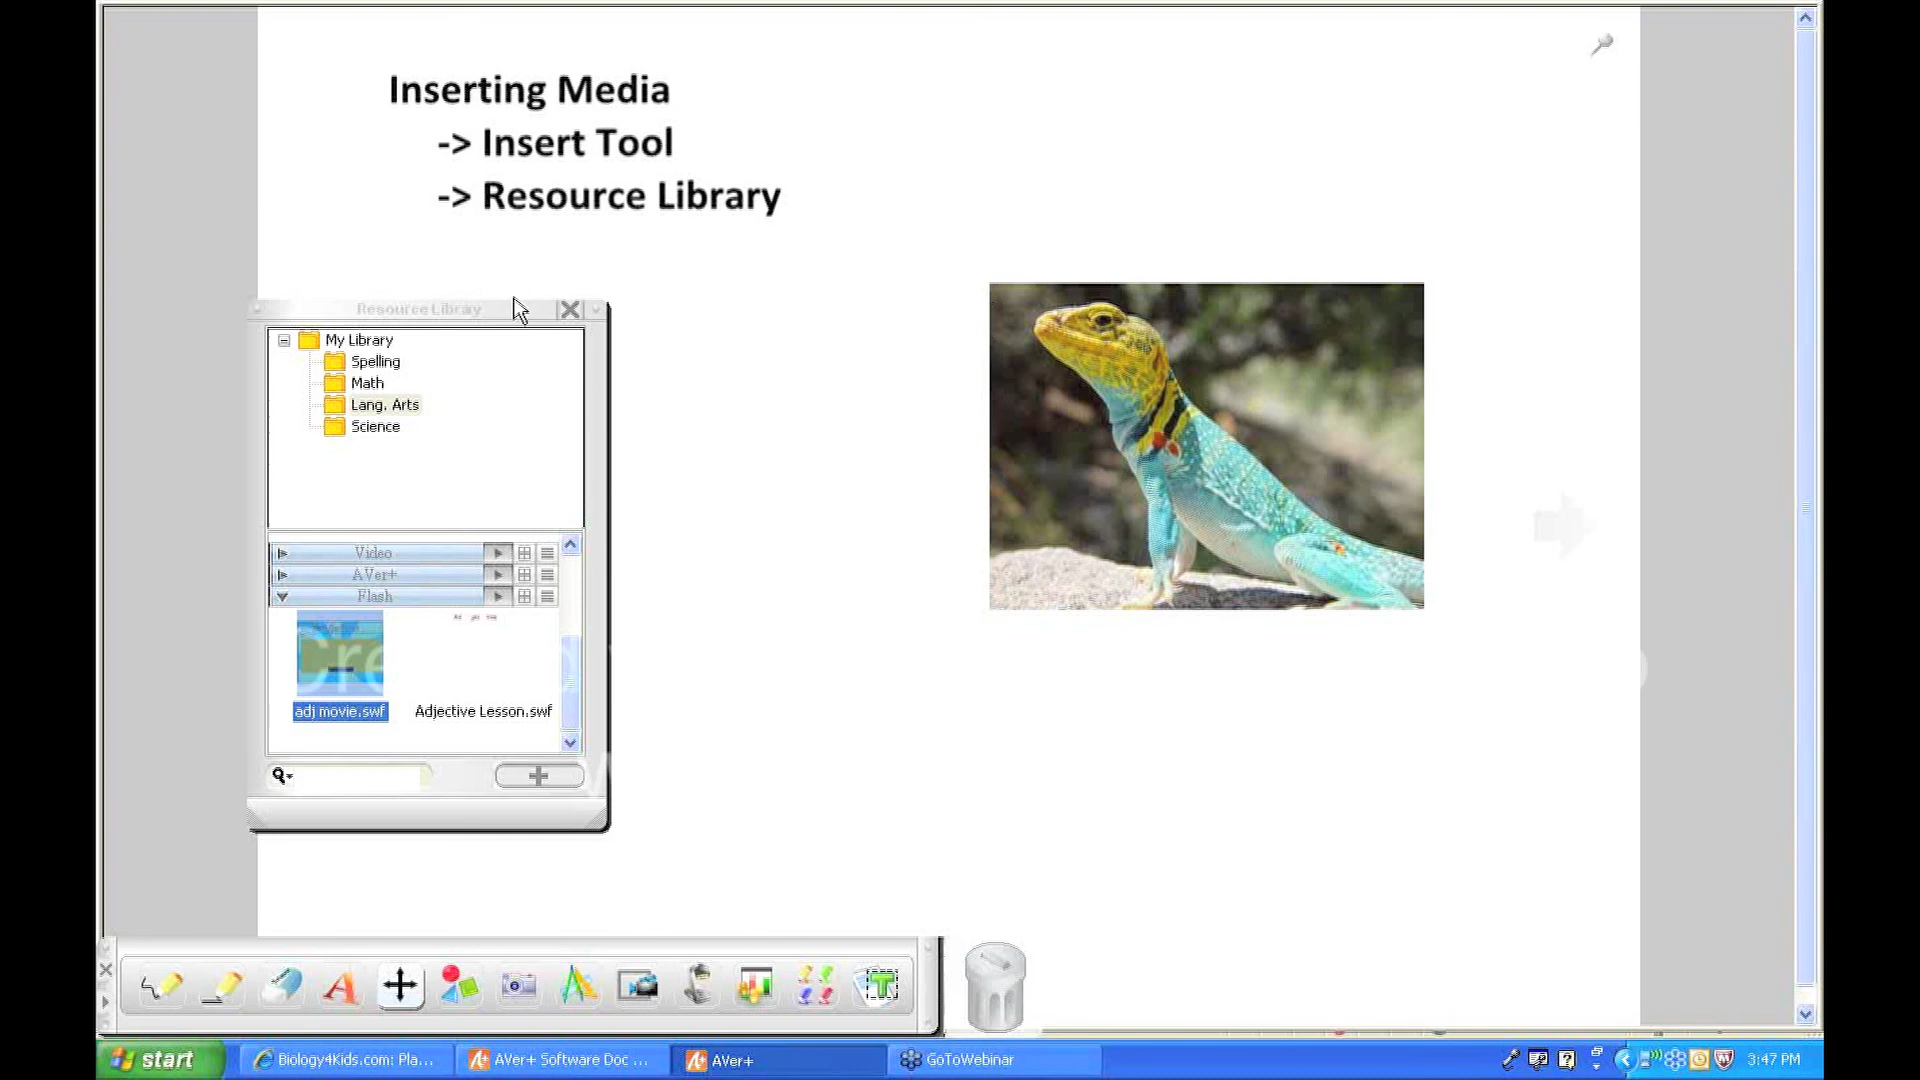 Inserting Media
-> Insert Tool
-> Resource Library
Resource Library
My Library
Spelling
Math
Lang. Arts
Science
Video
AVer+
Flash
adj movie.swf
Adjective Lesson.swf
start
Biology4Kids.com: Pla...
AVer+ Software Doc ...
AVer+
GoToWebinar
3:47 PM